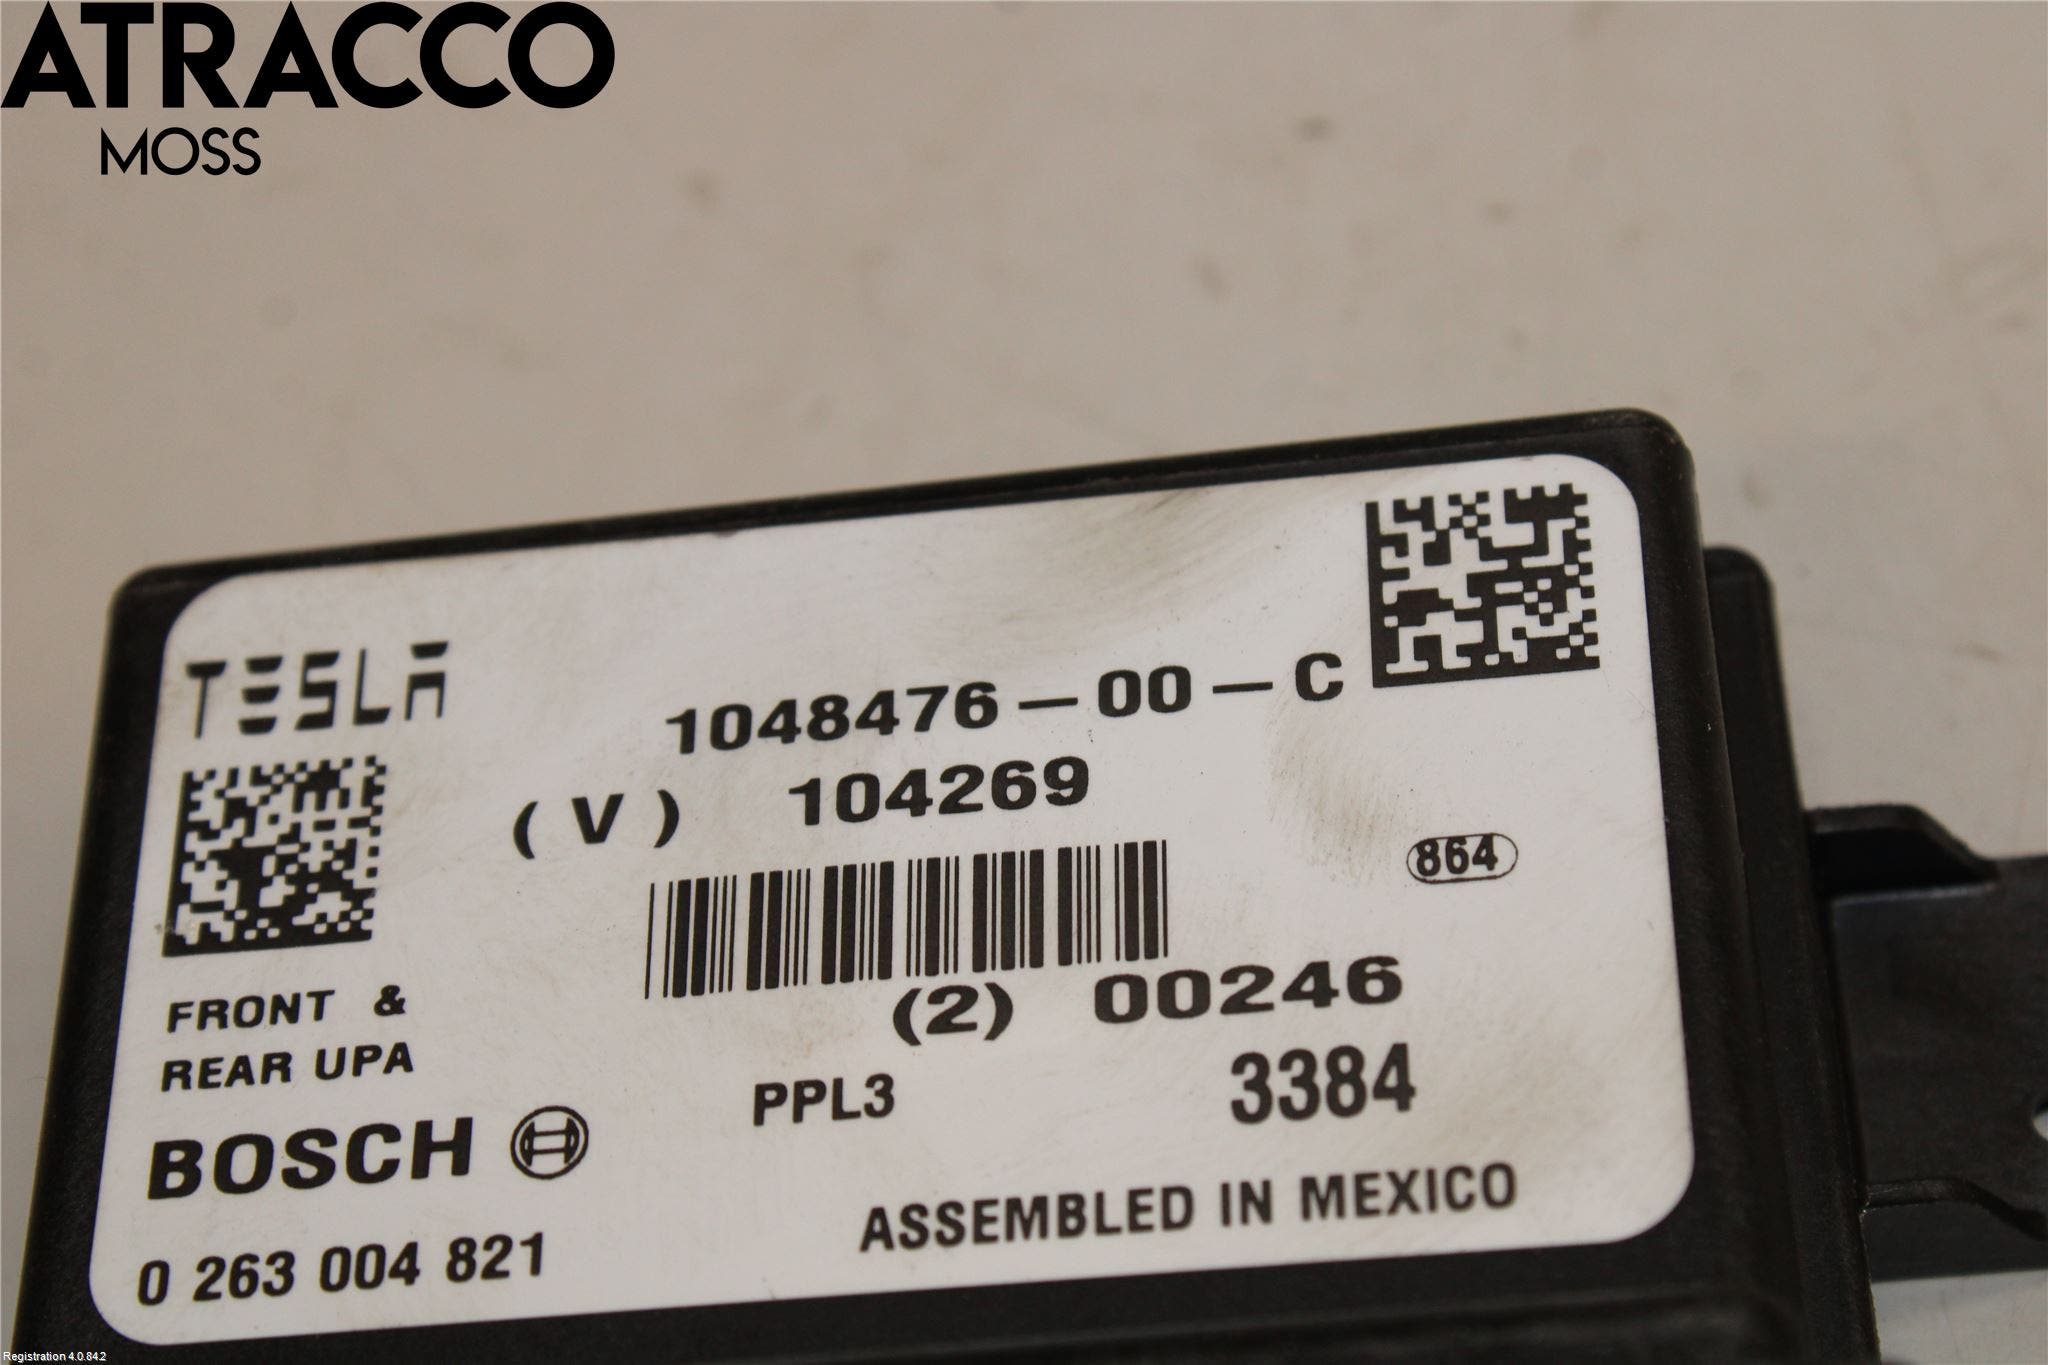 ATRACCO
MOSS
TESLA
1048476-00-C
(V) 104269
864
(2) 00246
FRONT &
REAR UPA
PPL3 3384
BOSCH
ASSEMBLED IN MEXICO
0 263 004 821
Registration 4.0.84.2